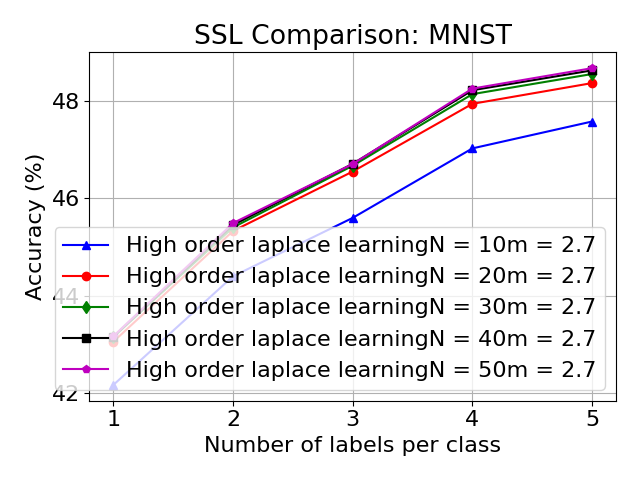 SSL Comparison: MNIST
Accuracy (%)
48
46
44
42
High order laplace learningN = 10m = 2.7
High order laplace learningN = 20m = 2.7
High order laplace learningN = 30m = 2.7
High order laplace learningN = 40m = 2.7
High order laplace learningN = 50m = 2.7
1 2 3 4 5
Number of labels per class